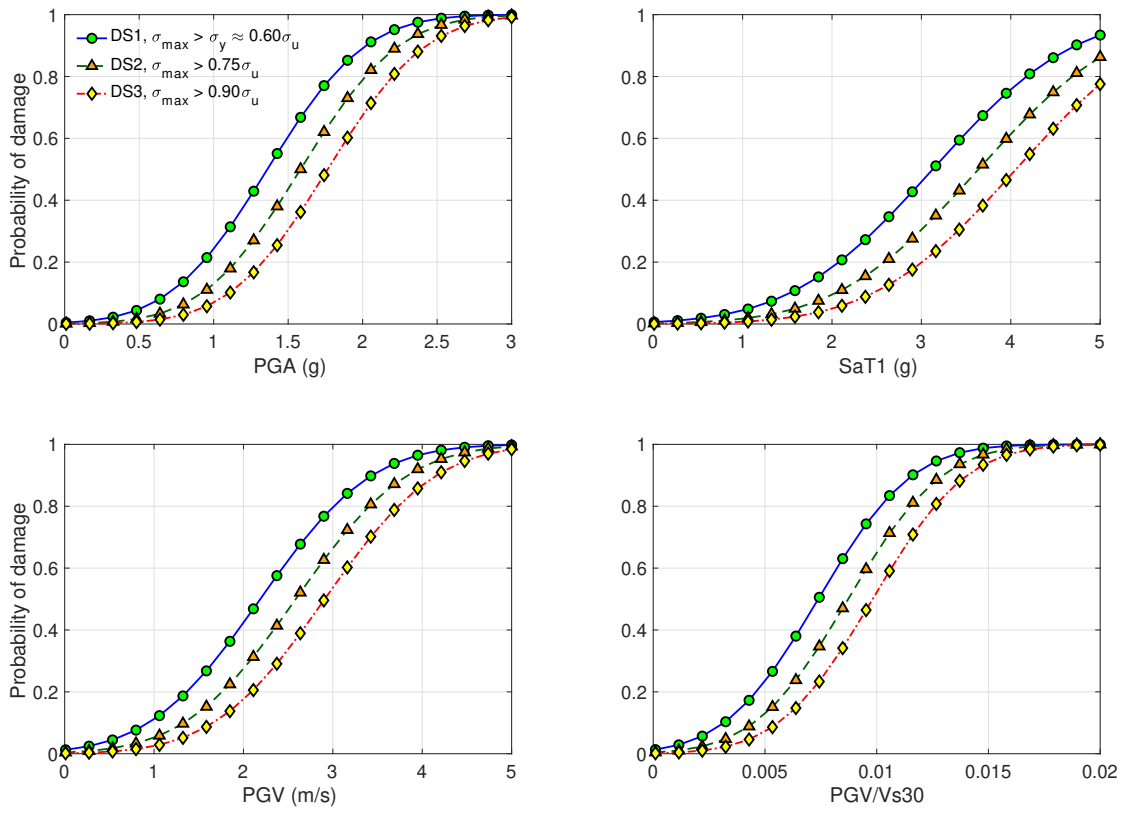 1
0.8
0.6
0.4
0.2
0
Probability of damage
DS1, σmax > σy ≈ 0.60σu
DS2, σmax > 0.75σu
DS3, σmax > 0.90σu
0 0.5 1 1.5 2 2.5 3
PGA (g)
1
0.8
0.6
0.4
0.2
0
0 1 2 3 4 5
SaT1 (g)
1
0.8
0.6
0.4
0.2
0
Probability of damage
0 1 2 3 4 5
PGV (m/s)
1
0.8
0.6
0.4
0.2
0
0 0.005 0.01 0.015 0.02
PGV/Vs30